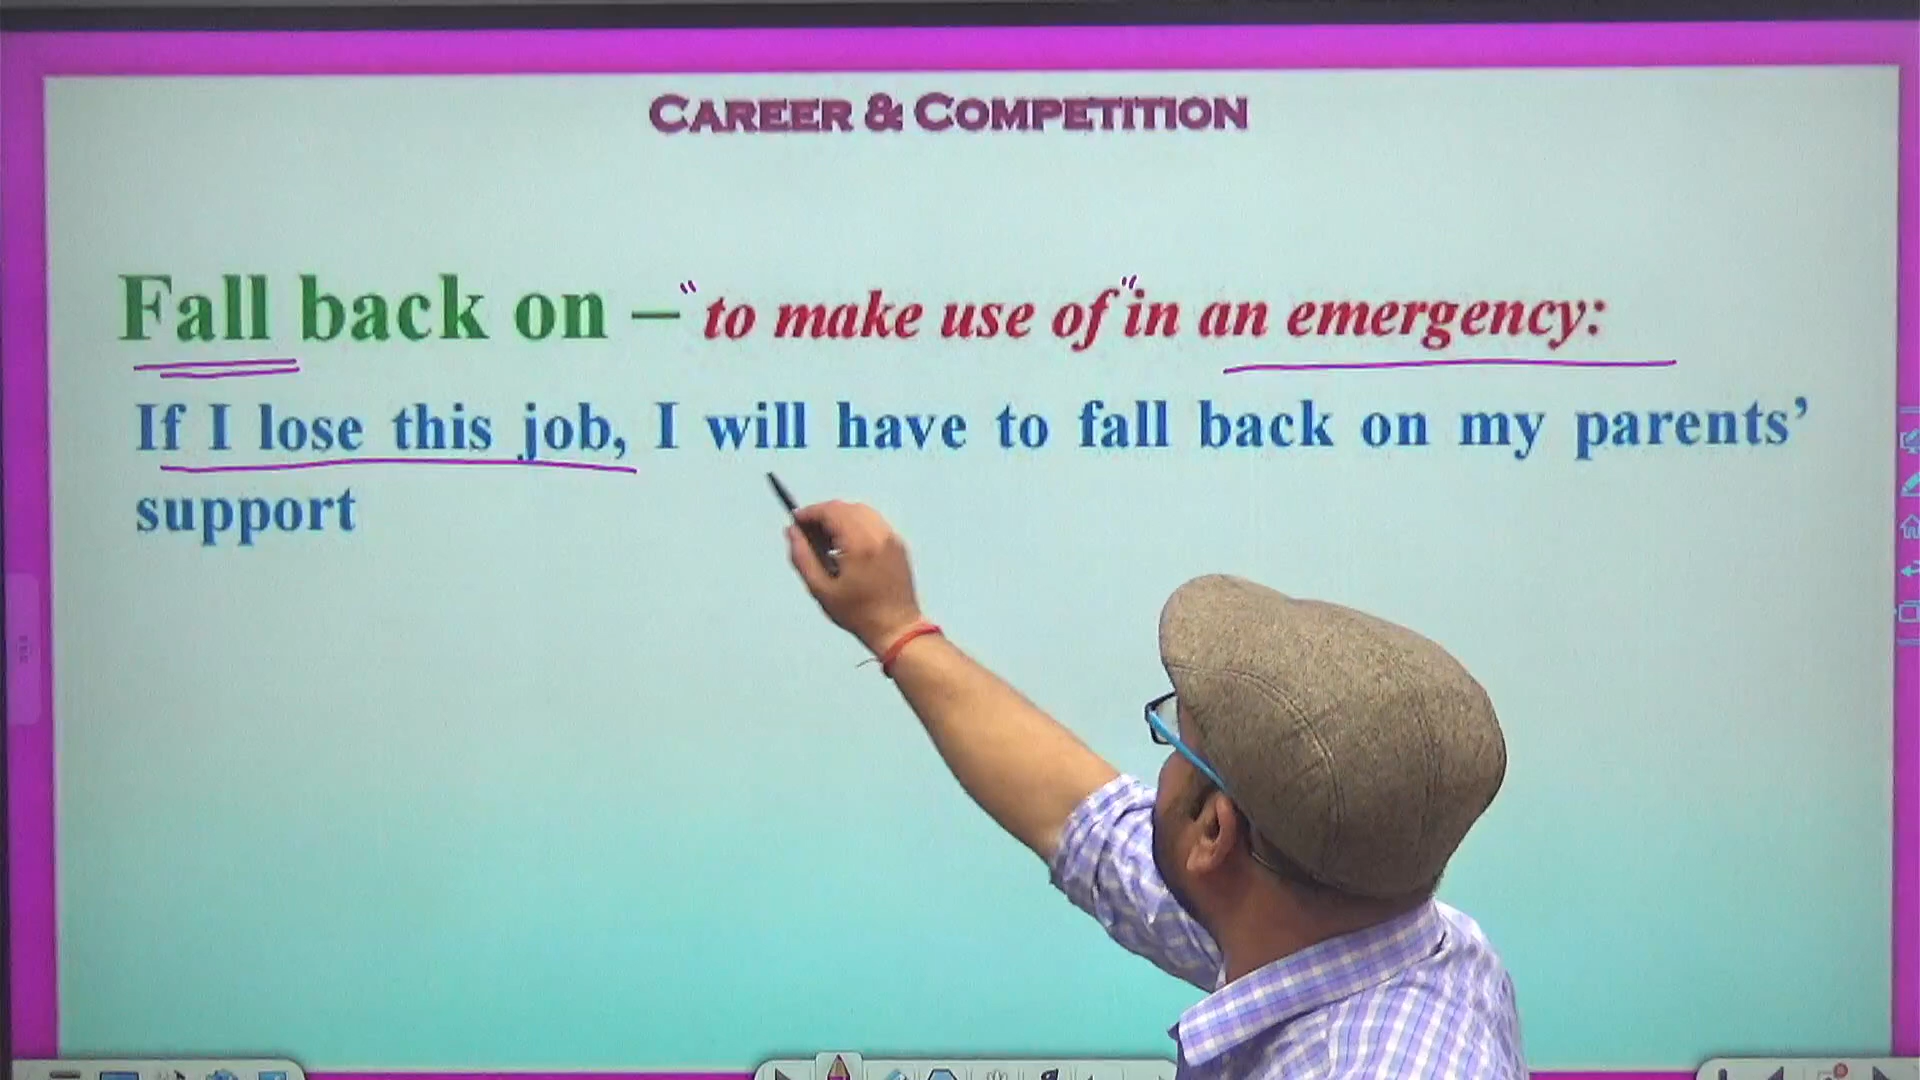 CAREER & COMPETITION
Fall back on – "to make use of" in an emergency:
If I lose this job, I will have to fall back on my parents’
support